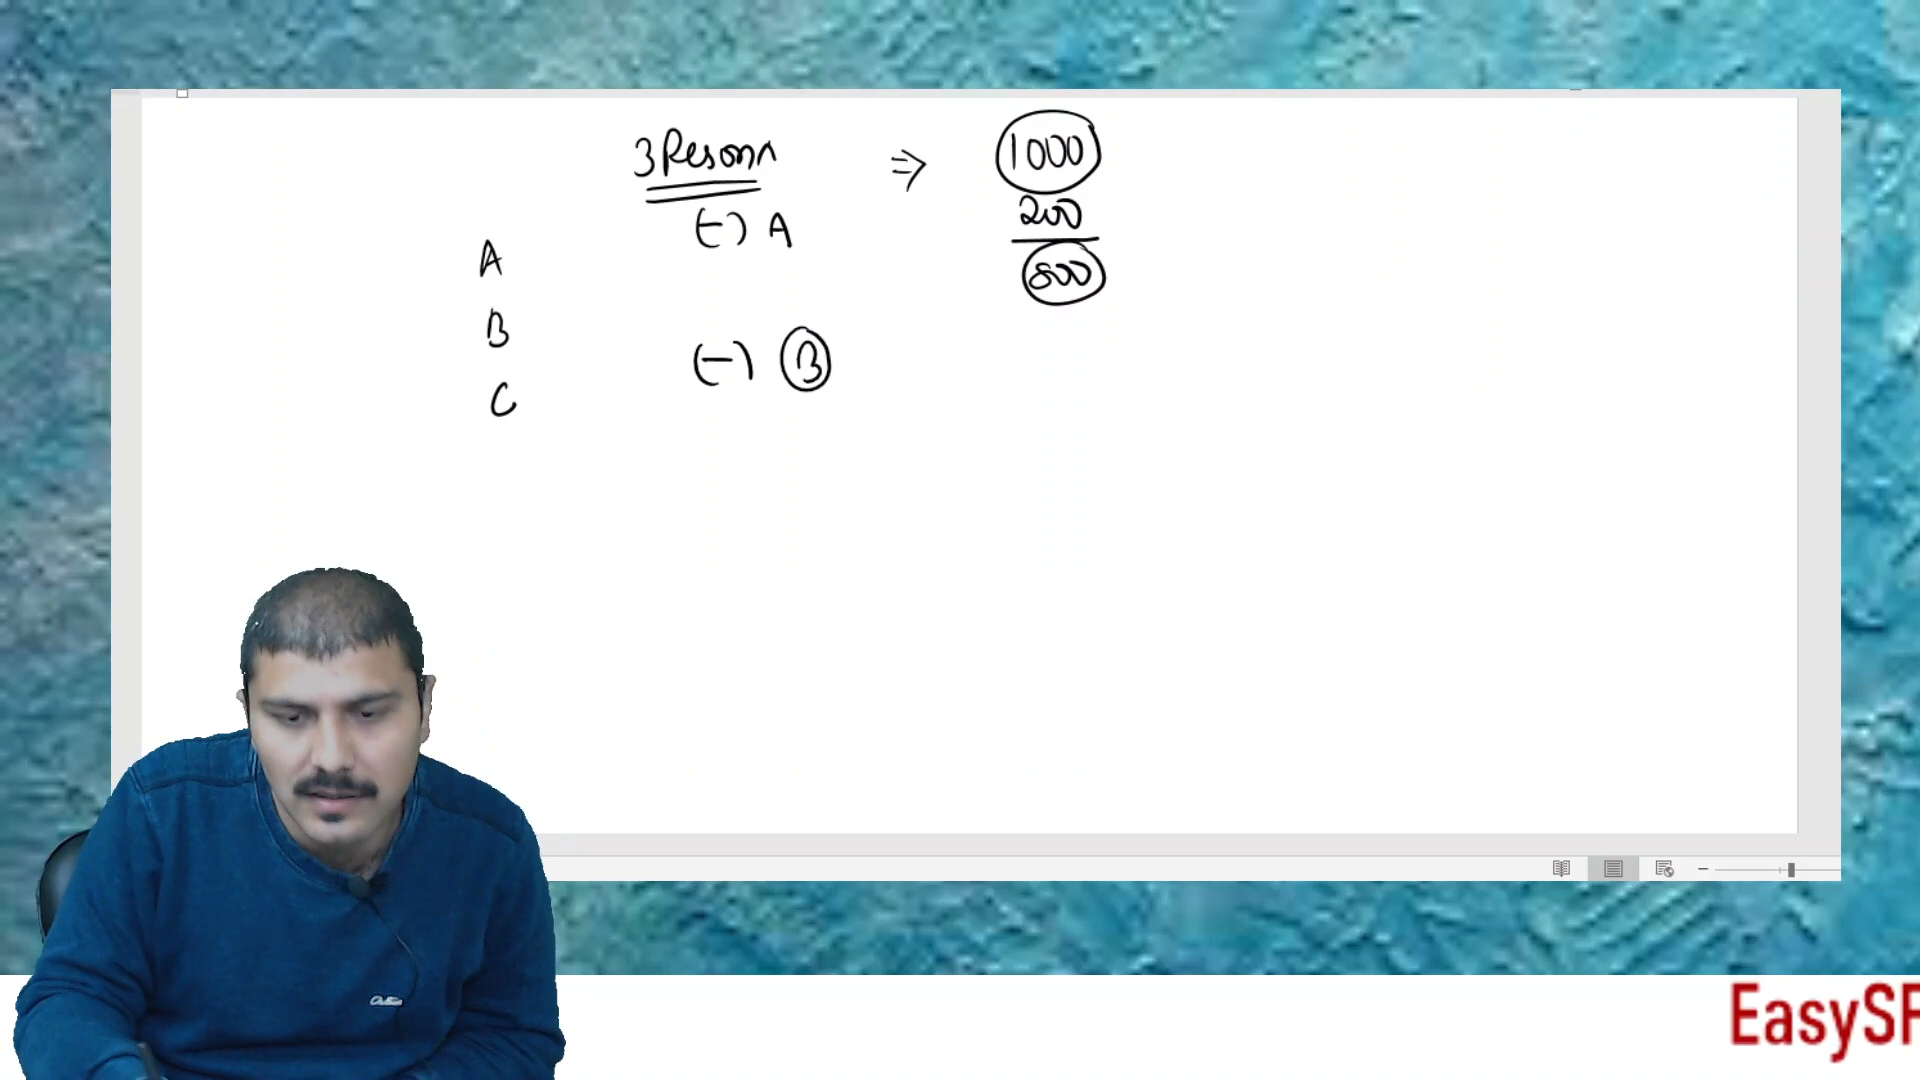 3 Person ⇒ 1000
(-) A 200
800
A
B
(-) B
C
EasySF